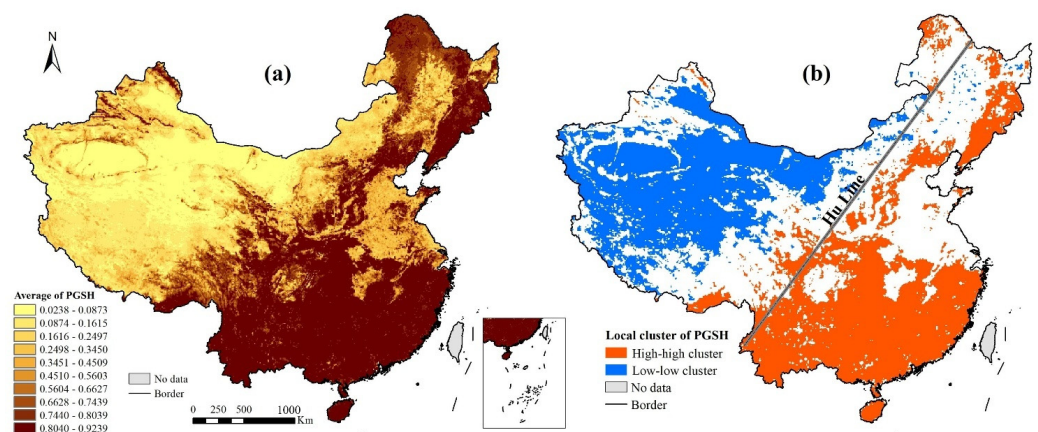 N
(a)
Average of PGSH
0.0238 - 0.0873
0.0874 - 0.1615
0.1616 - 0.2497
0.2498 - 0.3450
0.3451 - 0.4509
0.4510 - 0.5603
0.5604 - 0.6627
0.6628 - 0.7439
0.7440 - 0.8039
0.8040 - 0.9239
No data
Border
0 250 500 1000
Km
(b)
Hu Line
Local cluster of PGSH
High-high cluster
Low-low cluster
No data
Border